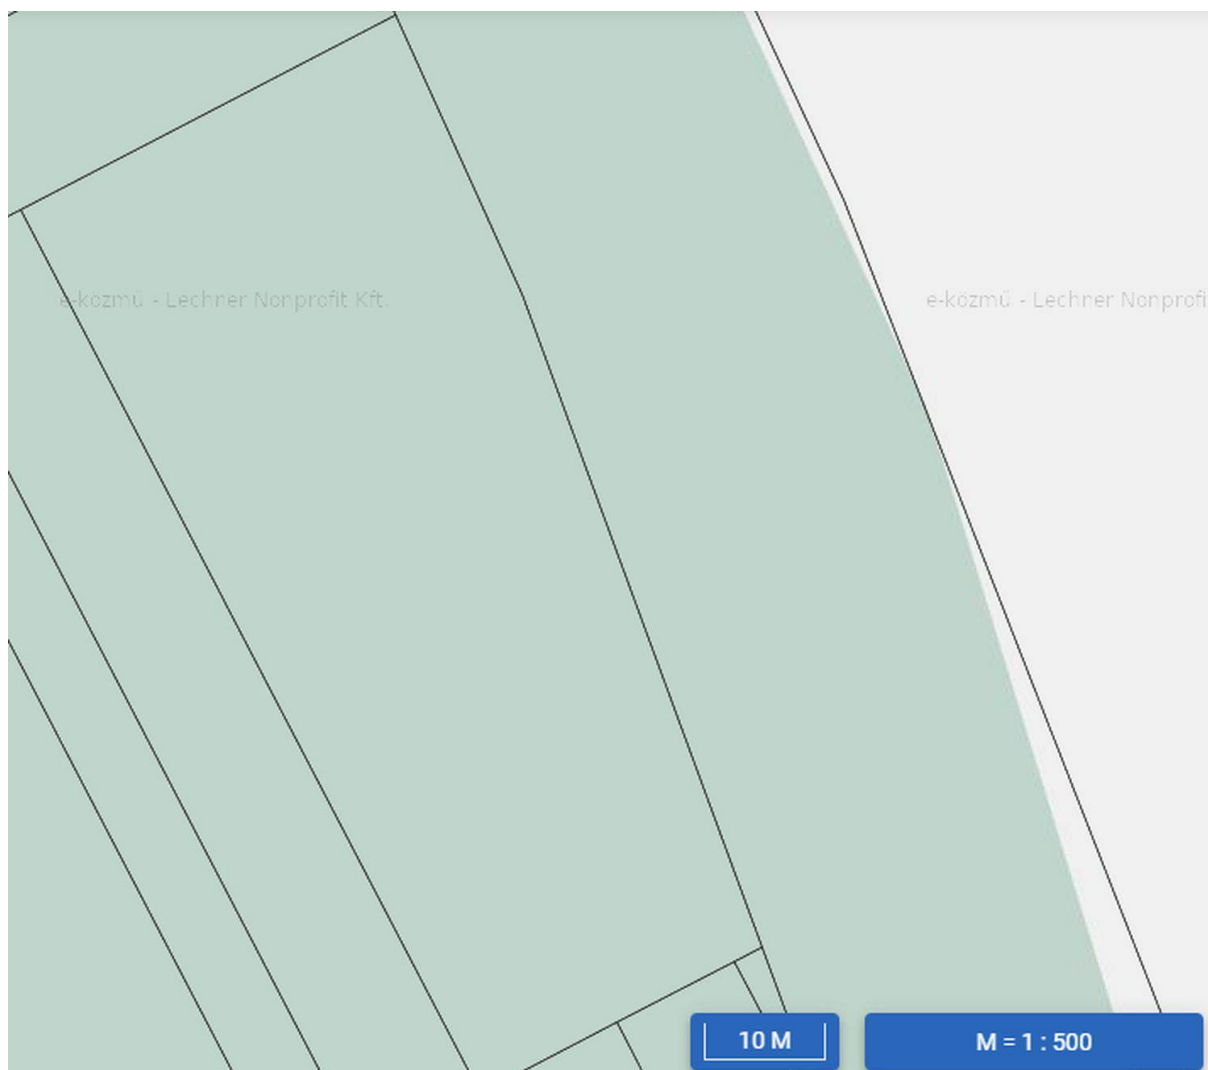 e-közmű - Lechner Nonprofit Kft.
e-közmű - Lechner Nonprofi
10 M
M = 1 : 500